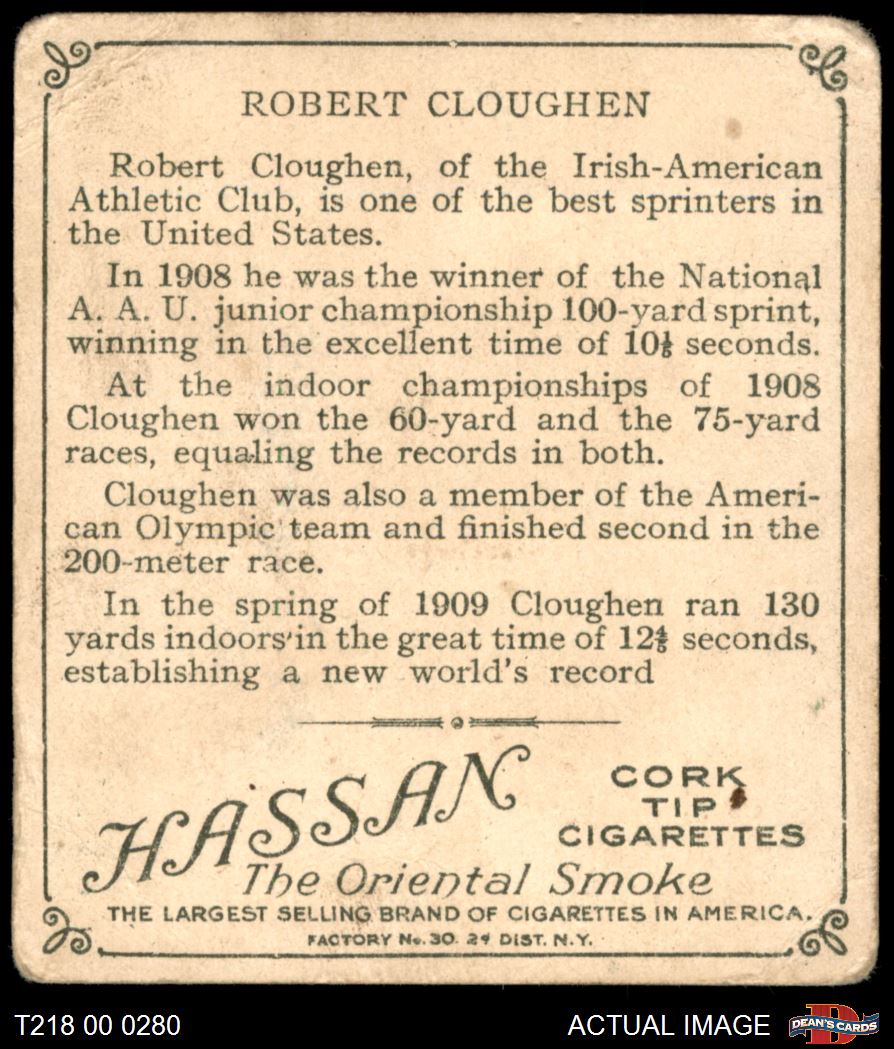 ROBERT CLOUGHEN
Robert Cloughen, of the Irish-American
Athletic Club, is one of the best sprinters in
the United States.
In 1908 he was the winner of the National
A. A. U. junior championship 100-yard sprint,
winning in the excellent time of 10⅕ seconds.
At the indoor championships of 1908
Cloughen won the 60-yard and the 75-yard
races, equaling the records in both.
Cloughen was also a member of the Ameri-
can Olympic team and finished second in the
200-meter race.
In the spring of 1909 Cloughen ran 130
yards indoors in the great time of 12⅘ seconds,
establishing a new world's record
HASSAN
CORK
TIP
CIGARETTES
The Oriental Smoke
THE LARGEST SELLING BRAND OF CIGARETTES IN AMERICA.
FACTORY No. 30. 2d DIST. N.Y.
T218 00 0280
ACTUAL IMAGE
D
DEAN'S CARDS